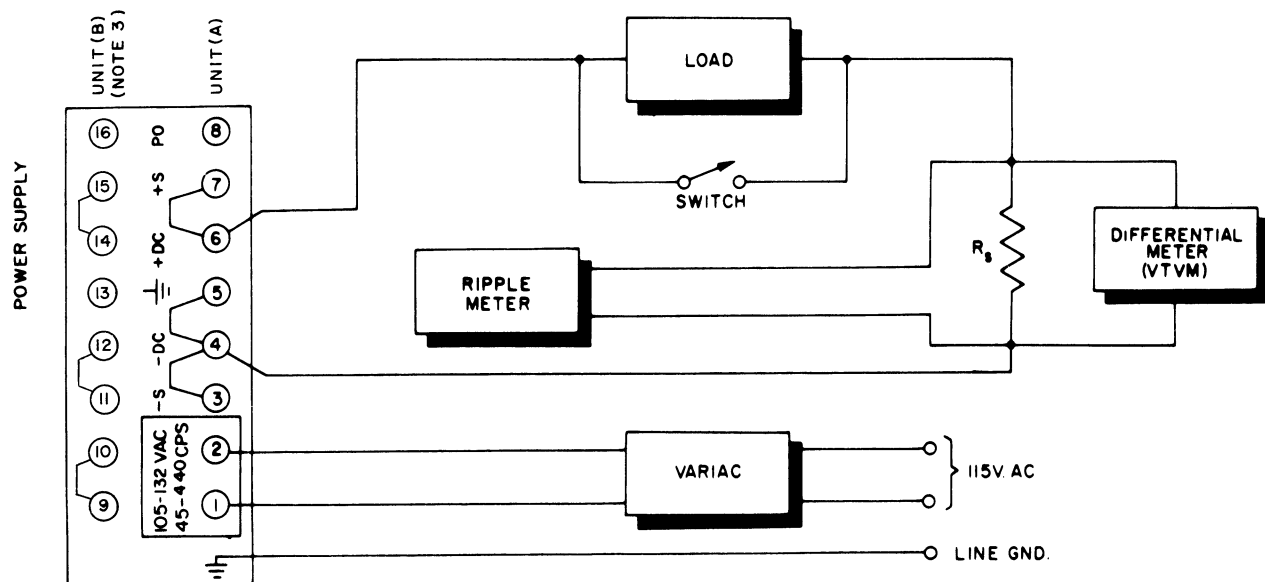 POWER SUPPLY
UNIT (B)
(NOTE 3)
UNIT (A)
16
PO
8
15
+S
7
14
+DC
6
13
5
12
-DC
4
11
-S
3
10
9
105-132 VAC
45-440CPS
2
1
LOAD
SWITCH
RIPPLE
METER
Rs
DIFFERENTIAL
METER
(VTVM)
VARIAC
115V. AC
LINE GND.